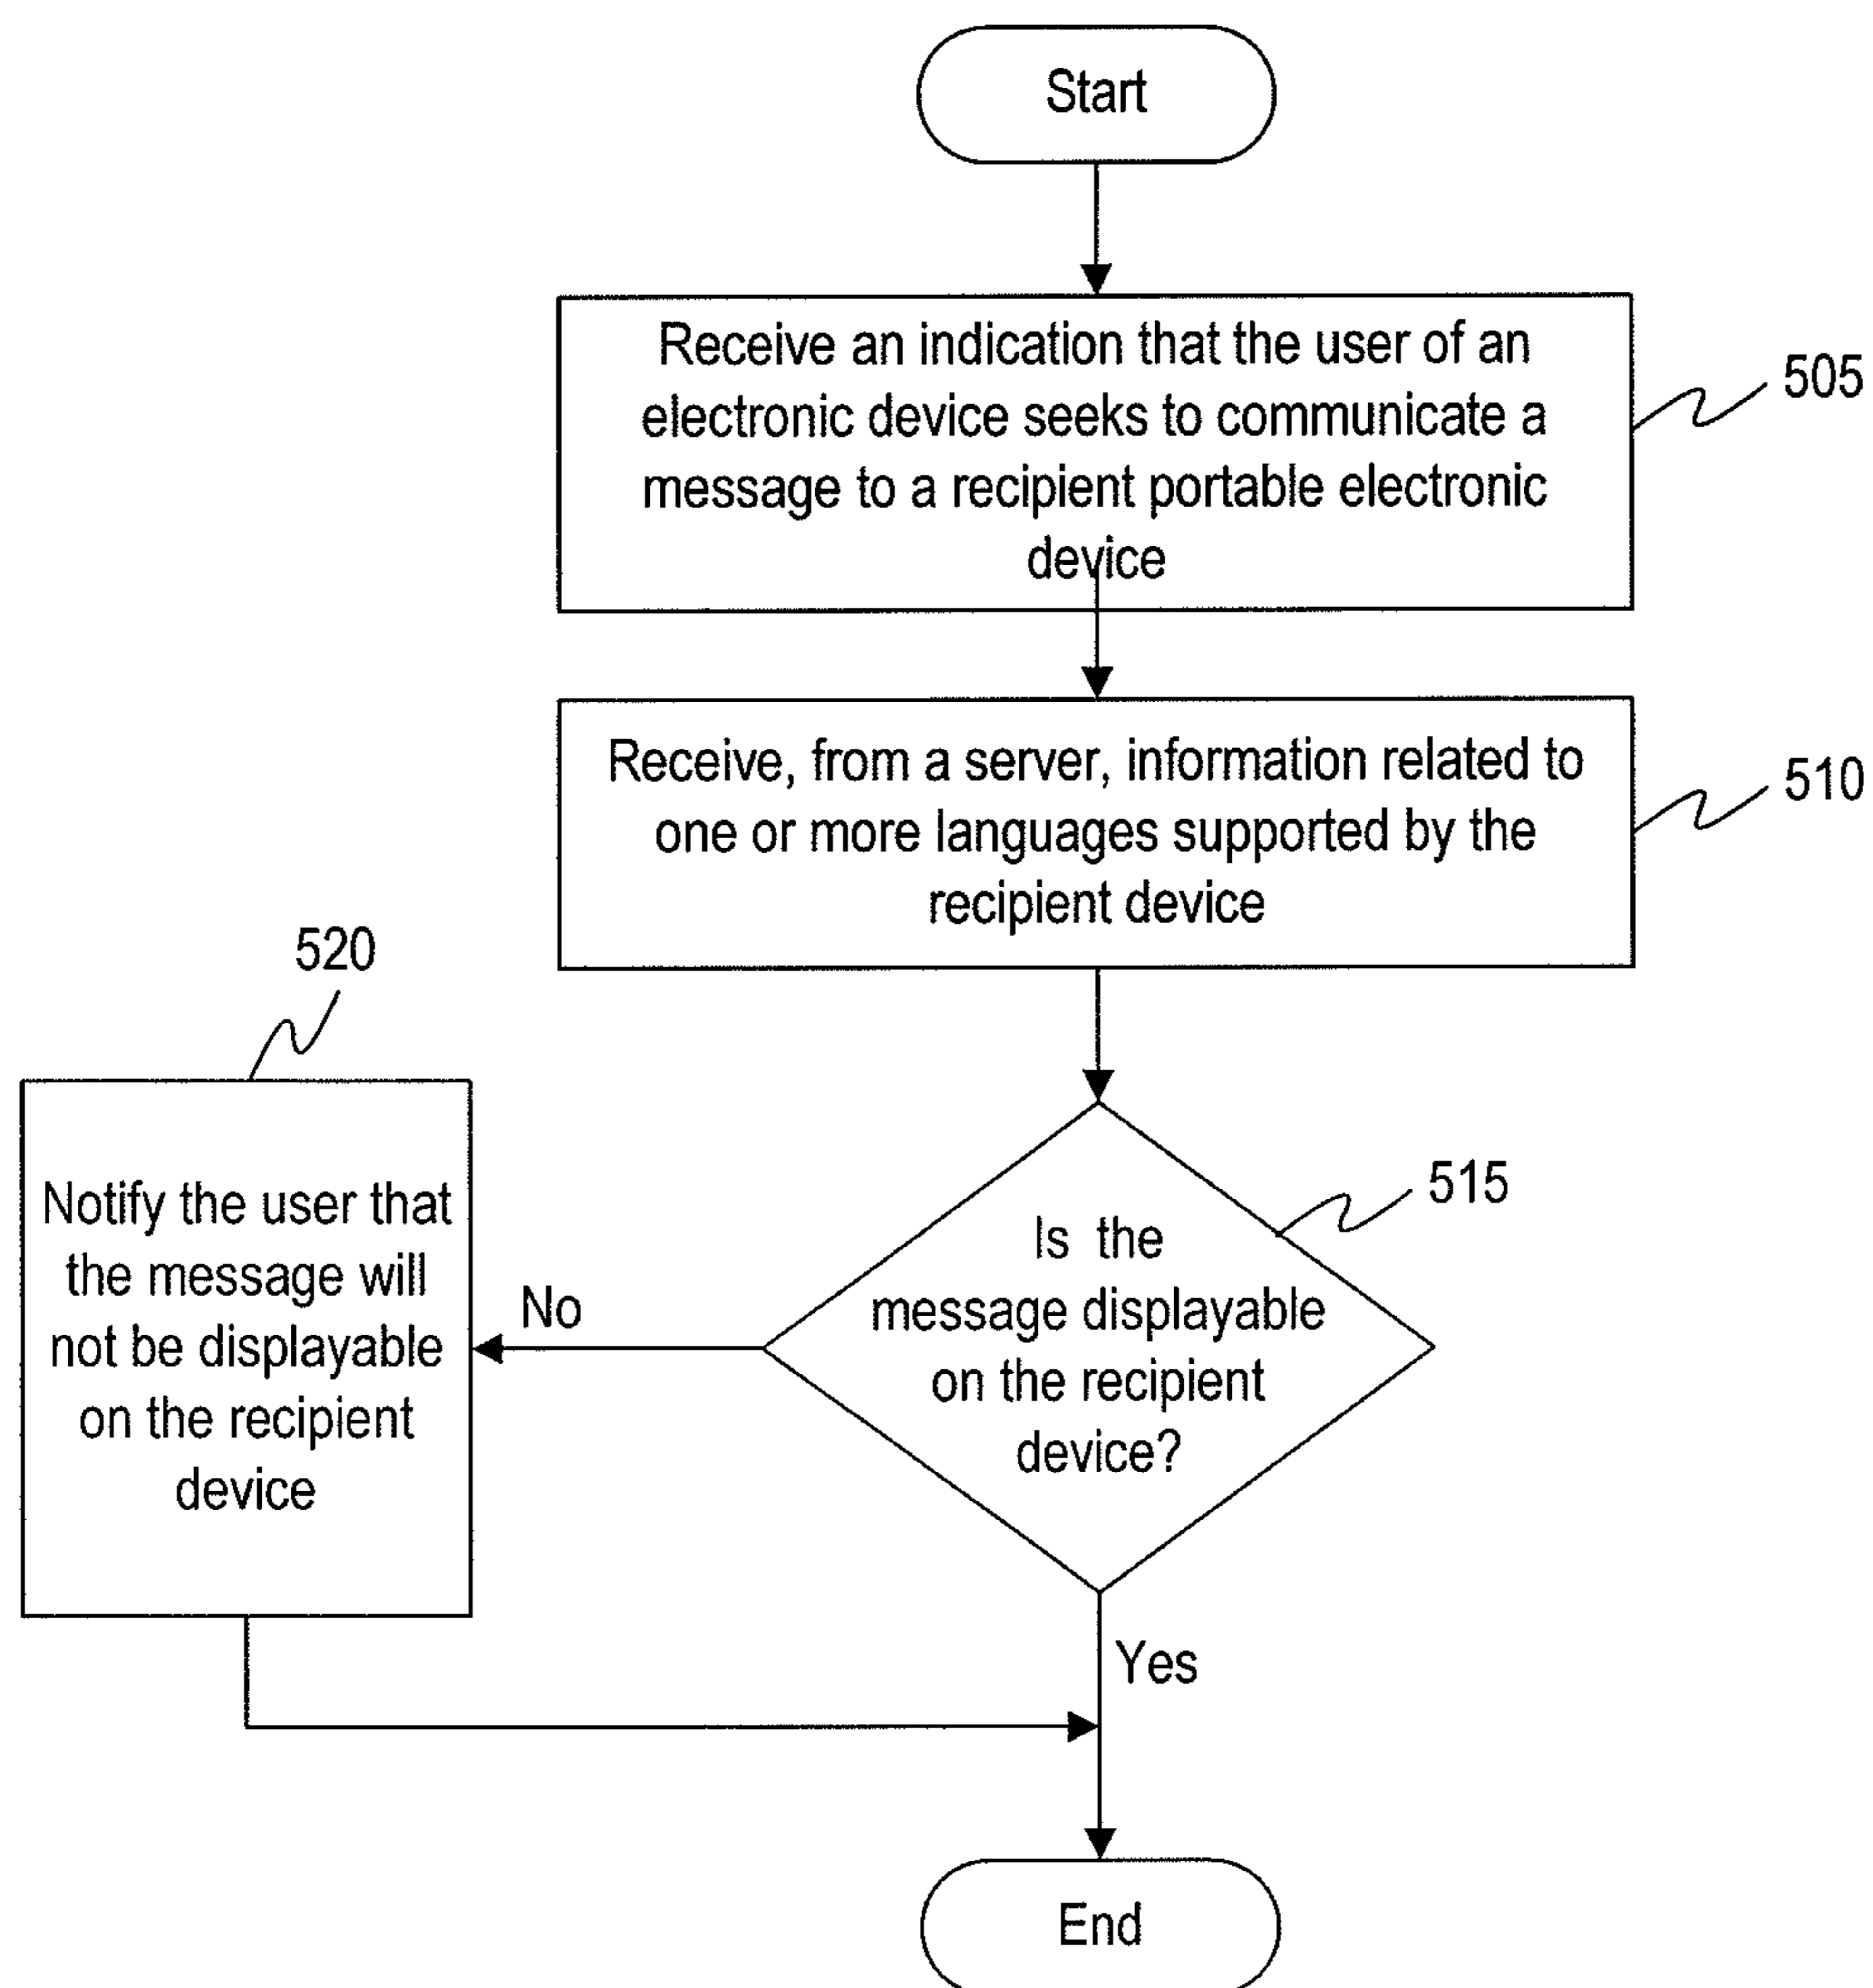 Start
Receive an indication that the user of an
electronic device seeks to communicate a
message to a recipient portable electronic
device
505
Receive, from a server, information related to
one or more languages supported by the
recipient device
510
520
Notify the user that
the message will
not be displayable
on the recipient
device
No
Is the
message displayable
on the recipient
device?
515
Yes
End